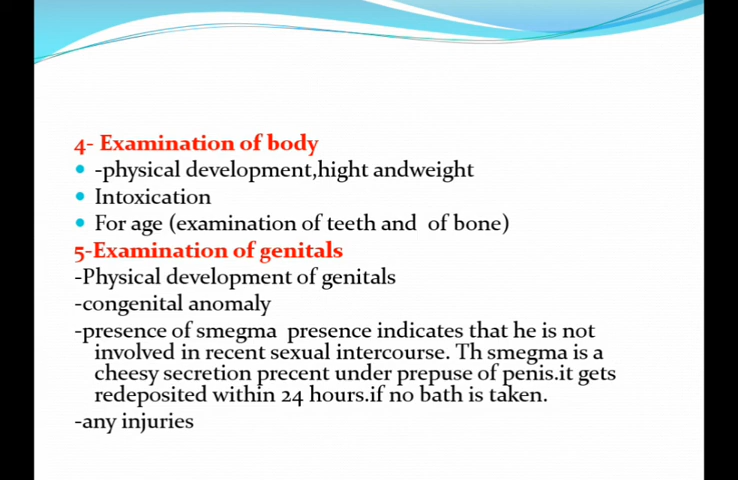 4- Examination of body
-physical development,hight andweight
Intoxication
For age (examination of teeth and of bone)
5-Examination of genitals
-Physical development of genitals
-congenital anomaly
-presence of smegma presence indicates that he is not
involved in recent sexual intercourse. Th smegma is a
cheesy secretion precent under prepuse of penis.it gets
redeposited within 24 hours.if no bath is taken.
-any injuries